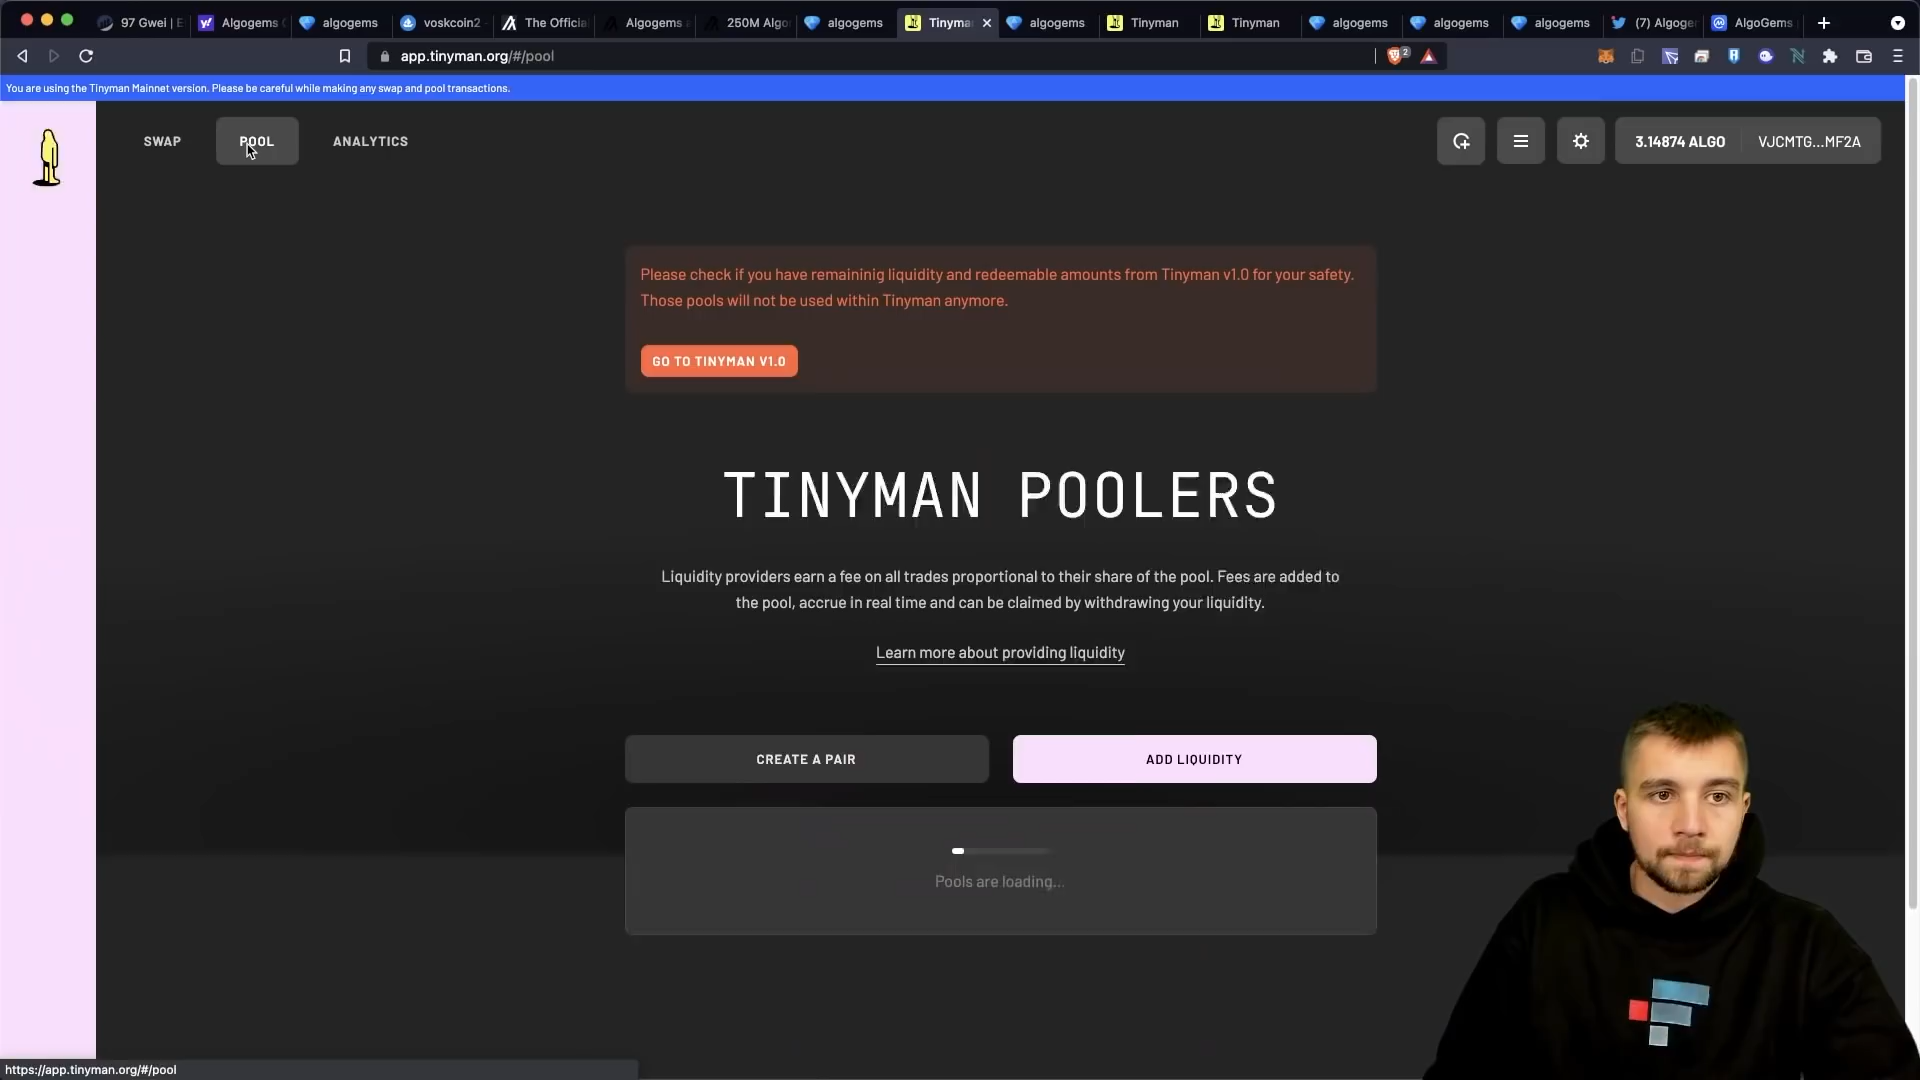 97 Gwei | E
Algogems
algogems
voskcoin2
The Officia
Algogems a
250M Algo
algogems
Tinyma
algogems
Tinyman
Tinyman
algogems
algogems
algogems
(7) Algoge
AlgoGems
app.tinyman.org/#/pool
2
You are using the Tinyman Mainnet version. Please be careful while making any swap and pool transactions.
SWAP
POOL
ANALYTICS
3.14874 ALGO
VJCMTG...MF2A
Please check if you have remaininig liquidity and redeemable amounts from Tinyman v1.0 for your safety.
Those pools will not be used within Tinyman anymore.
GO TO TINYMAN V1.0
TINYMAN POOLERS
Liquidity providers earn a fee on all trades proportional to their share of the pool. Fees are added to
the pool, accrue in real time and can be claimed by withdrawing your liquidity.
Learn more about providing liquidity
CREATE A PAIR
ADD LIQUIDITY
Pools are loading...
https://app.tinyman.org/#/pool